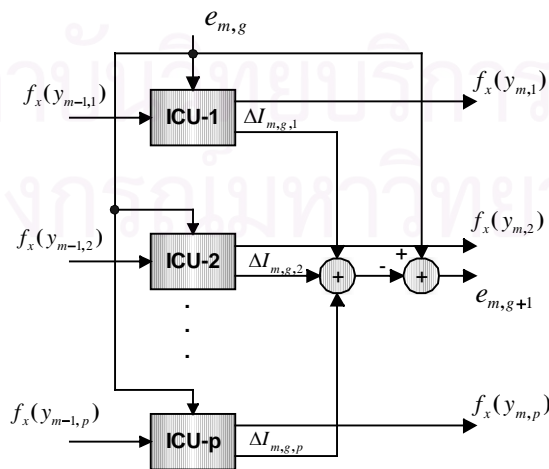 e_{m,g}
f_x(y_{m-1,1})
ICU-1
f_x(y_{m,1})
ΔI_{m,g,1}
f_x(y_{m-1,2})
ICU-2
f_x(y_{m,2})
ΔI_{m,g,2}
+
-
+
+
e_{m,g+1}
.
.
.
f_x(y_{m-1,p})
ICU-p
f_x(y_{m,p})
ΔI_{m,g,p}